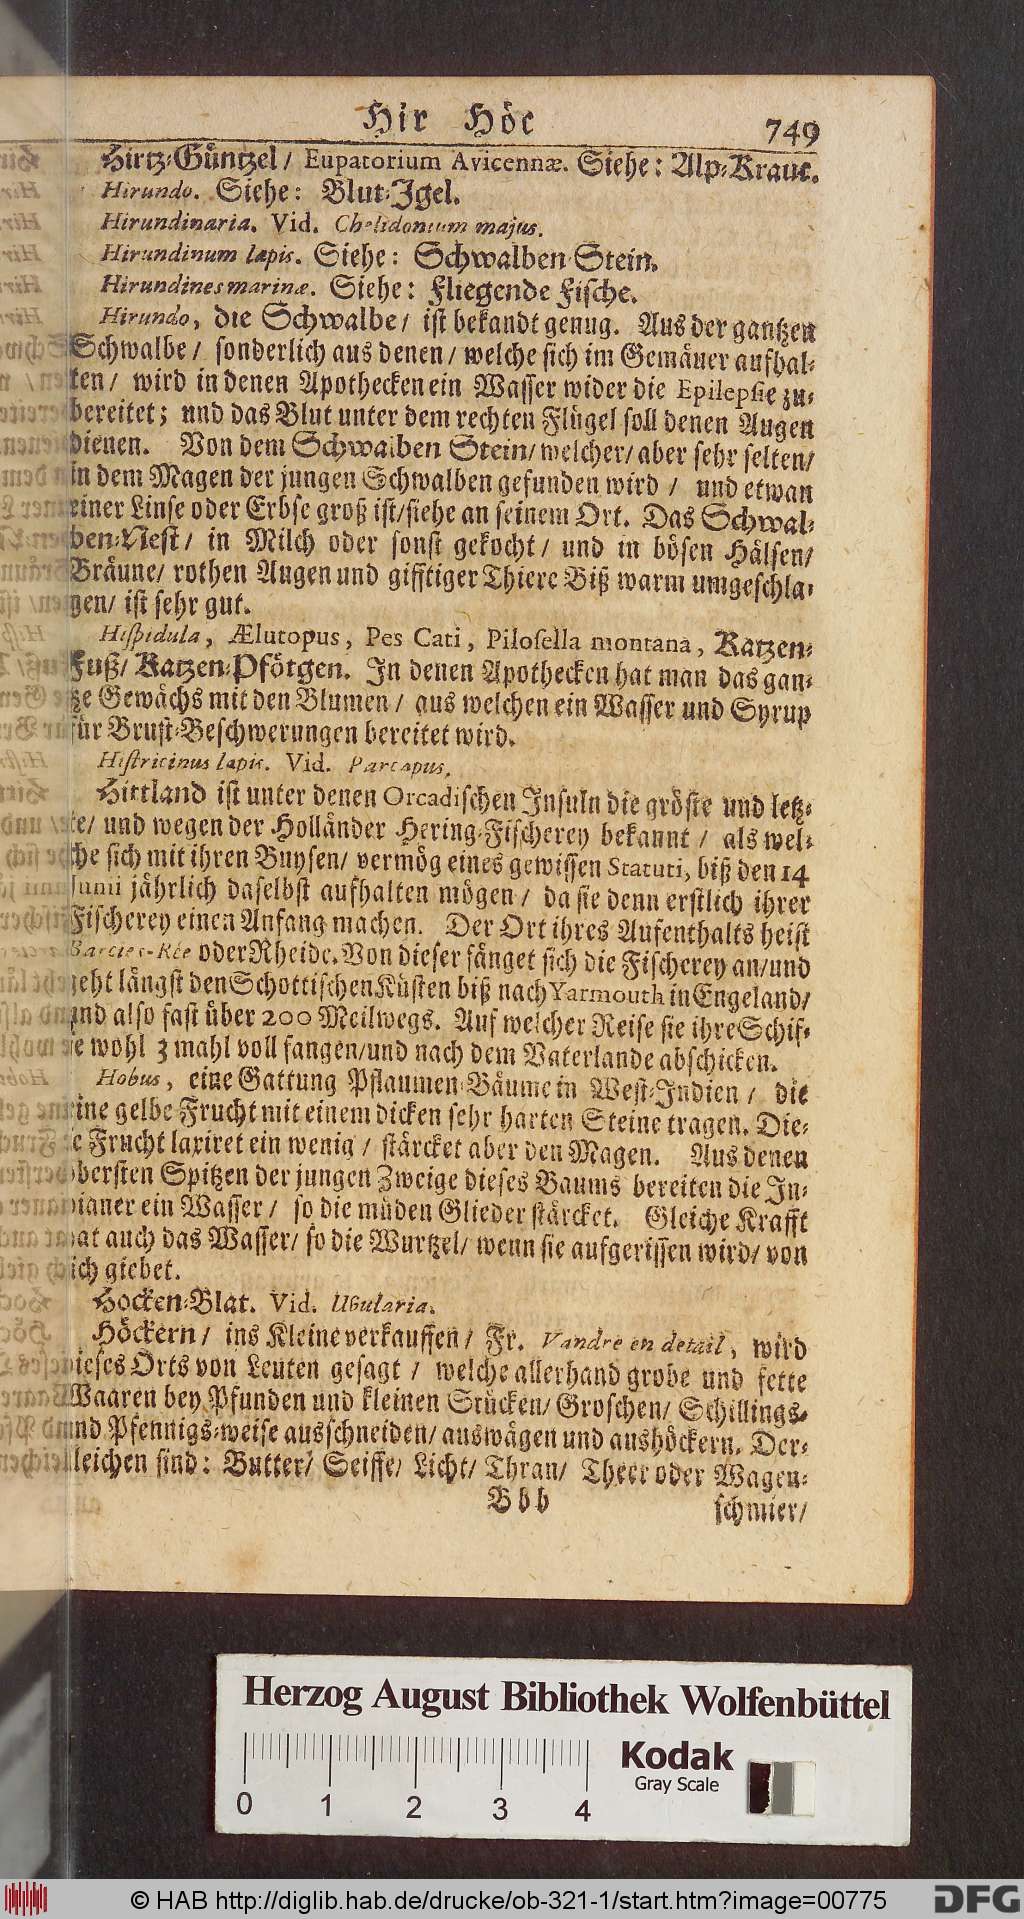 Hir Höc 749
Hirtz-Güntzel / Eupatorium Avicennæ. Siehe: Alp-Kraut.
Hirundo. Siehe: Blut-Igel.
Hirundinaria. Vid. Chelidonium majus.
Hirundinum lapis. Siehe: Schwalben-Stein.
Hirundines marinæ. Siehe: Fliegende Fische.
Hirundo, die Schwalbe / ist bekandt genug. Aus der gantzen
Schwalbe / sonderlich aus denen / welche sich im Gemäuer aufhal-
ten / wird in denen Apothecken ein Wasser wider die Epilepsie zu-
bereitet; und das Blut unter dem rechten Flügel soll denen Augen
dienen. Von dem Schwalben Stein / welcher / aber sehr selten /
in dem Magen der jungen Schwalben gefunden wird / und etwan
einer Linse oder Erbse groß ist / siehe an seinem Ort. Das Schwal-
ben-Nest / in Milch oder sonst gekocht / und in bösen Hälsen /
Bräune / rothen Augen und gifftiger Thiere Biß warm umgeschla-
gen / ist sehr gut.
Hispidula, Ælutopus, Pes Cati, Pilosella montana, Katzen-
Fuß / Katzen-Pfötgen. In denen Apothecken hat man das gan-
tze Gewächs mit den Blumen / aus welchen ein Wasser und Syrup
für Brust-Beschwerungen bereitet wird.
Histricinus lapis. Vid. Parcapus.
Hittland ist unter denen Orcadischen Insuln die gröste und letz-
te / und wegen der Holländer Hering-Fischerey bekannt / als wel-
che sich mit ihren Buysen / vermög eines gewissen Statuti, biß den 14
Junii jährlich daselbst aufhalten mögen / da sie denn erstlich ihrer
Fischerey einen Anfang machen. Der Ort ihres Aufenthalts heist
oder Rheide. Von dieser fänget sich die Fischerey an / und
geht längst den Schottischen Küsten biß nach Yarmouth in Engeland /
und also fast über 200 Meilwegs. Auf welcher Reise sie ihre Schif-
fe wohl 3 mahl voll fangen / und nach dem Vaterlande abschicken.
Hobus, eine Gattung Pflaumen-Bäume in West-Indien / die
eine gelbe Frucht mit einem dicken sehr harten Steine tragen. Die-
se Frucht laxiret ein wenig / stärcket aber den Magen. Aus denen
obersten Spitzen der jungen Zweige dieses Baums bereiten die In-
dianer ein Wasser / so die müden Glieder stärcket. Gleiche Krafft
hat auch das Wasser / so die Wurtzel / wenn sie aufgerissen wird / von
sich giebet.
Hocken-Blat. Vid. Uvularia.
Höckern / ins Kleine verkauffen / Fr. Vandre en detail, wird
dieses Orts von Leuten gesagt / welche allerhand grobe und fette
Waaren bey Pfunden und kleinen Stücken / Groschen / Schillings-
und Pfennigs-weise ausschneiden / auswägen und aushöckern. Der-
gleichen sind: Butter / Seiffe / Licht / Thran / Theer oder Wagen-
Bbb schmier /
Herzog August Bibliothek Wolfenbüttel
Kodak
Gray Scale
0 1 2 3 4
© HAB http://diglib.hab.de/drucke/ob-321-1/start.htm?image=00775
DFG